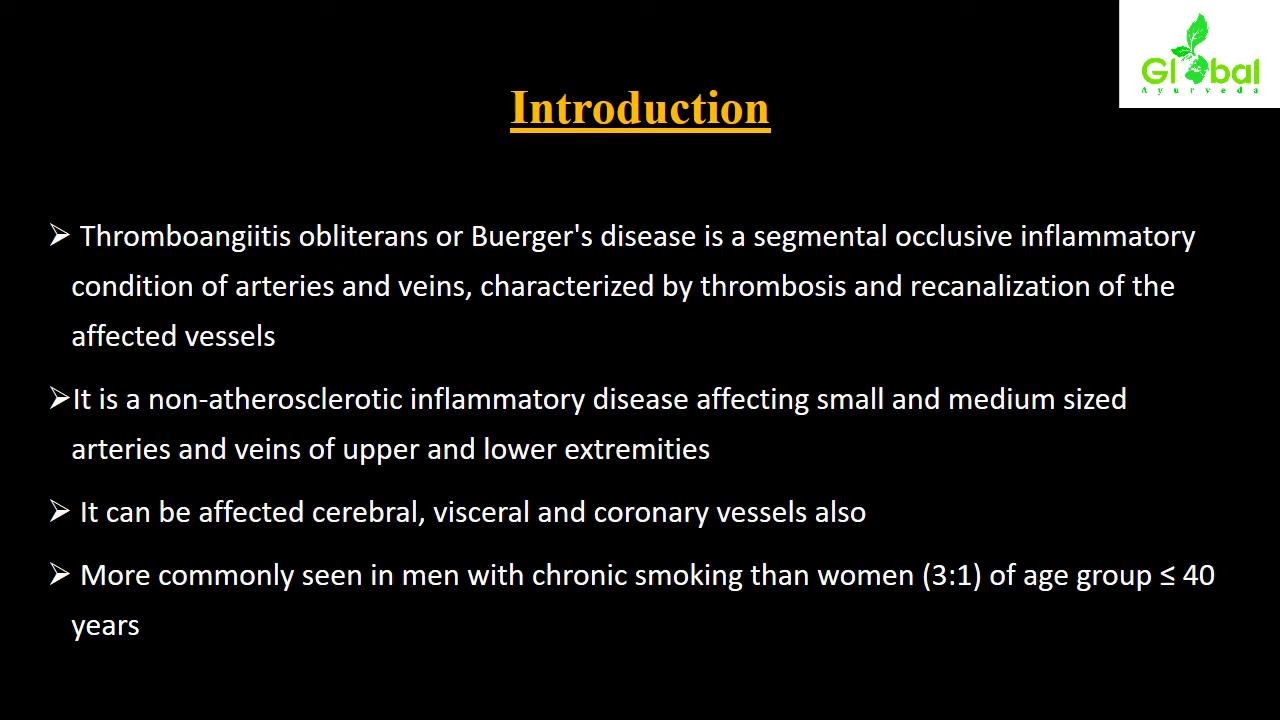 Global
Ayurveda
Introduction
➢ Thromboangiitis obliterans or Buerger's disease is a segmental occlusive inflammatory
condition of arteries and veins, characterized by thrombosis and recanalization of the
affected vessels
➢It is a non-atherosclerotic inflammatory disease affecting small and medium sized
arteries and veins of upper and lower extremities
➢ It can be affected cerebral, visceral and coronary vessels also
➢ More commonly seen in men with chronic smoking than women (3:1) of age group ≤ 40
years